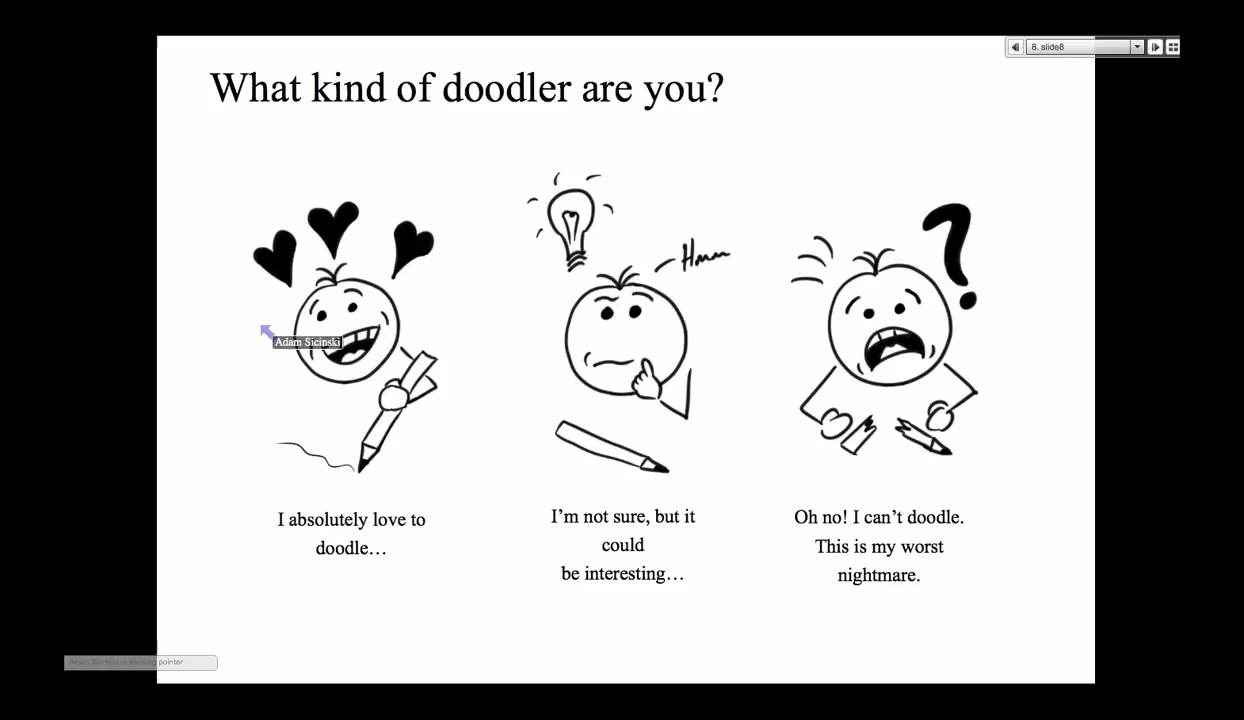 8. slide8
What kind of doodler are you?
Hmm
Adam Sicinski
I absolutely love to
doodle…
I'm not sure, but it
could
be interesting…
Oh no! I can't doodle.
This is my worst
nightmare.